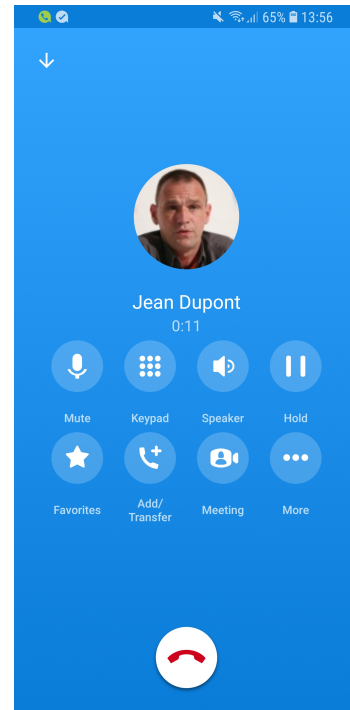 65% 13:56
Jean Dupont
0:11
Mute Keypad Speaker Hold
Favorites Add/ Meeting More
Transfer